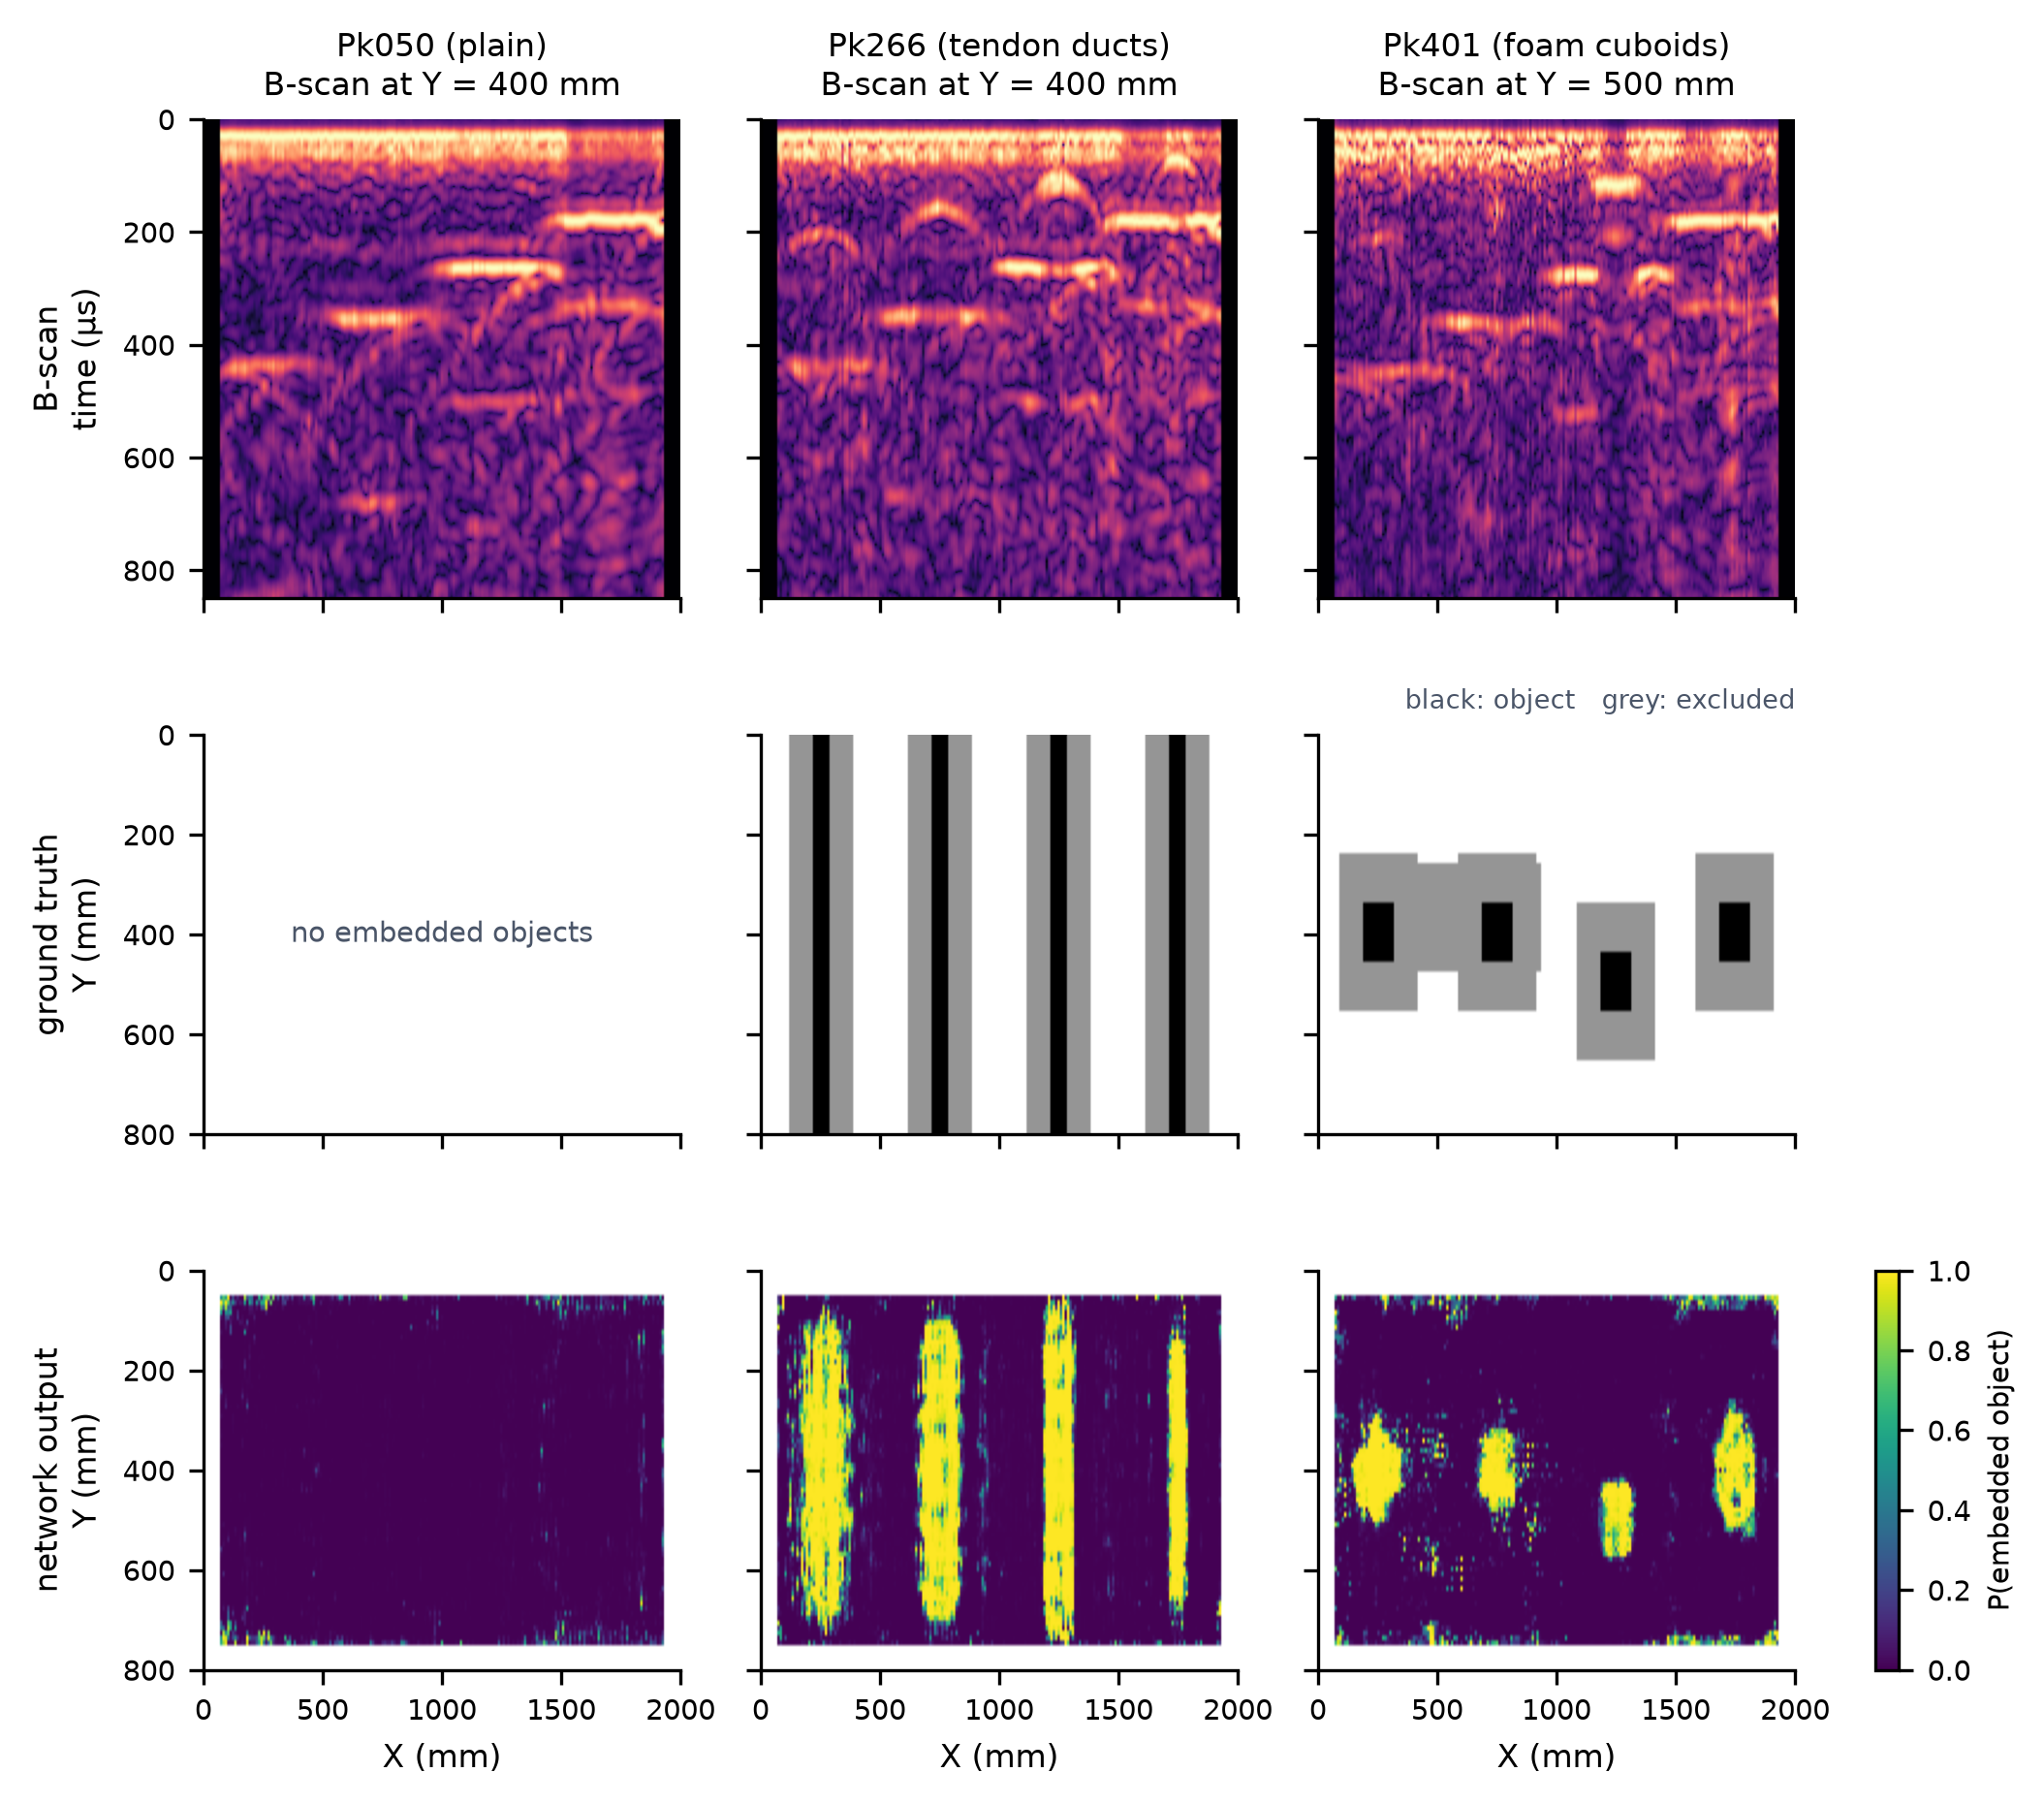 Pk050 (plain)
B-scan at Y = 400 mm
Pk266 (tendon ducts)
B-scan at Y = 400 mm
Pk401 (foam cuboids)
B-scan at Y = 500 mm
B-scan
time (µs)
0
200
400
600
800
black: object grey: excluded
ground truth
Y (mm)
0
200
400
600
800
no embedded objects
network output
Y (mm)
0
200
400
600
800
0 500 1000 1500 2000
X (mm)
0 500 1000 1500 2000
X (mm)
0 500 1000 1500 2000
X (mm)
1.0
0.8
0.6
0.4
0.2
0.0
P(embedded object)